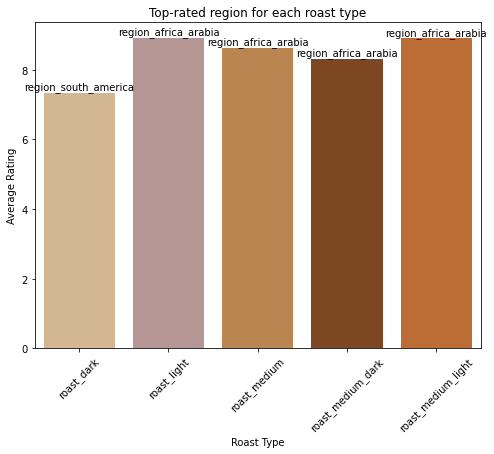 Top-rated region for each roast type
region_south_america
region_africa_arabia
region_africa_arabia
region_africa_arabia
region_africa_arabia
Average Rating
8
6
4
2
0
roast_dark
roast_light
roast_medium
roast_medium_dark
roast_medium_light
Roast Type